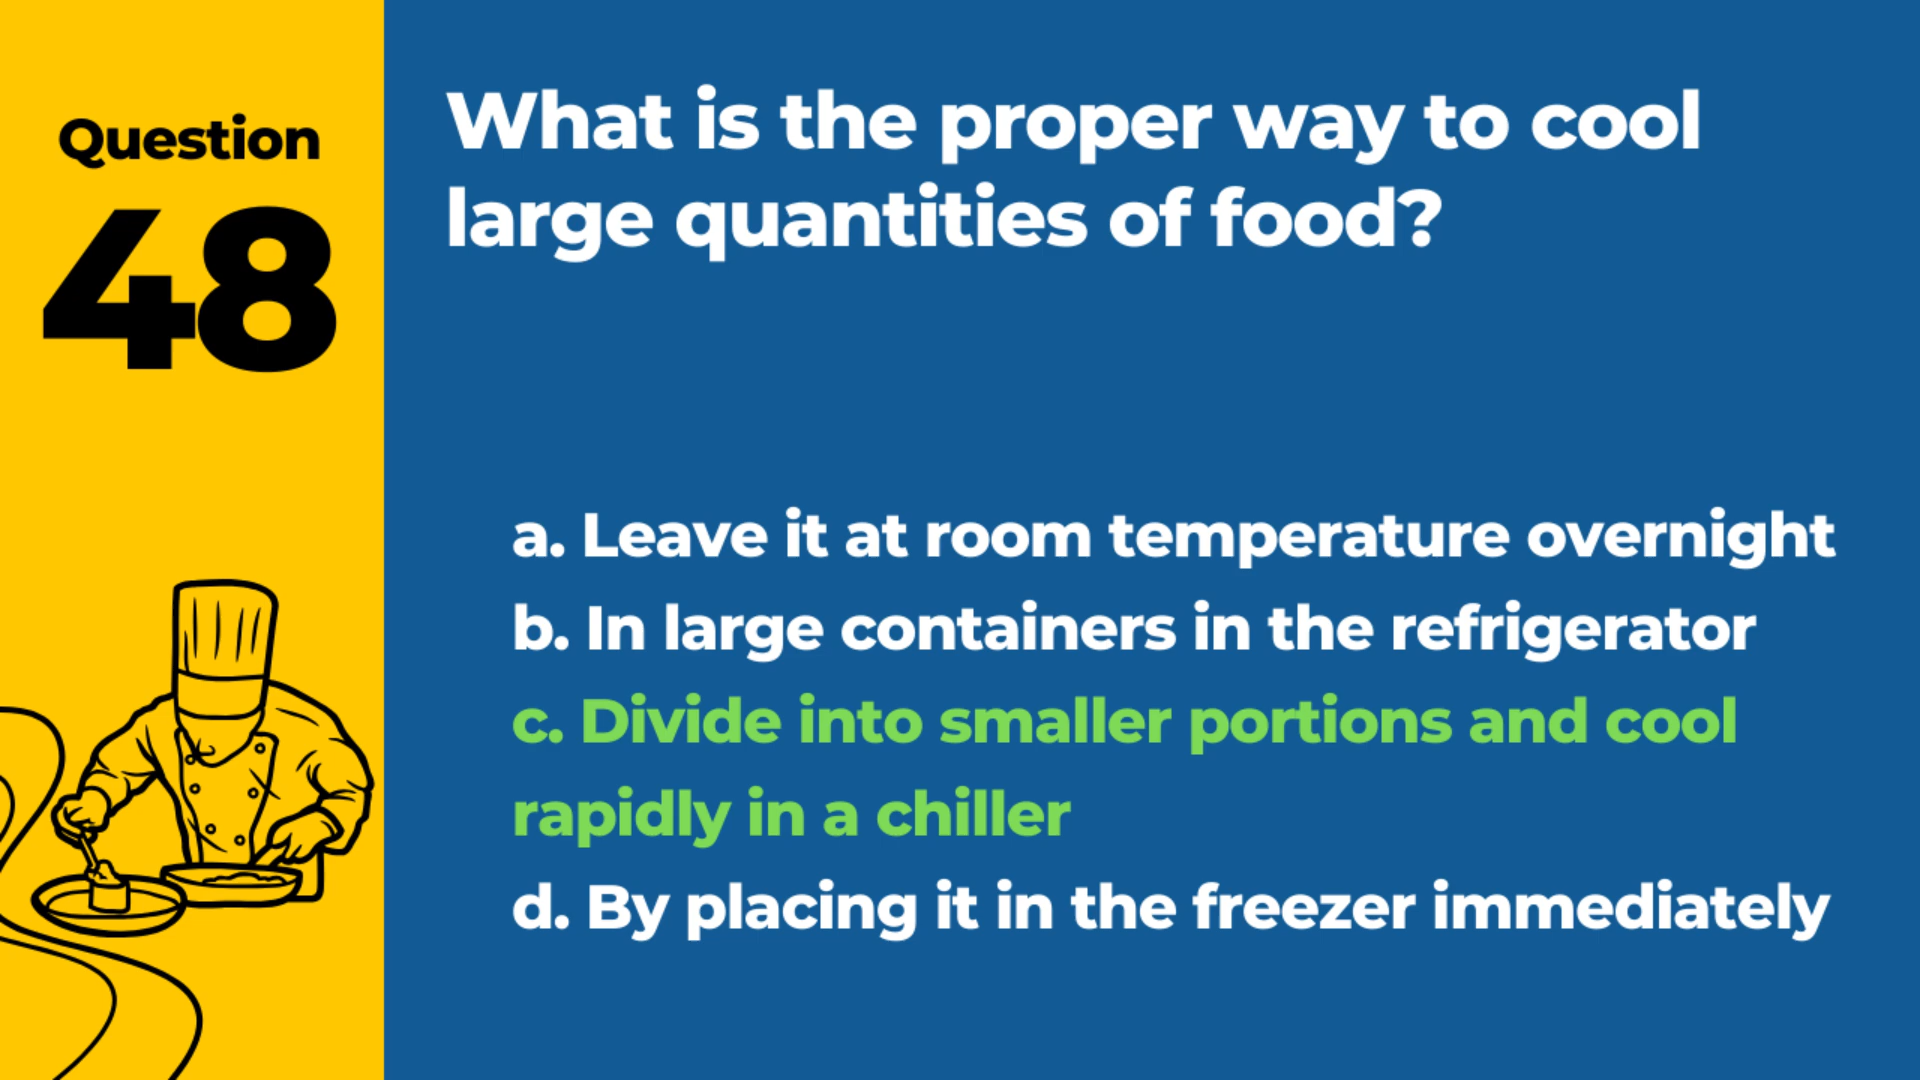 Question
48
What is the proper way to cool
large quantities of food?
a. Leave it at room temperature overnight
b. In large containers in the refrigerator
c. Divide into smaller portions and cool
rapidly in a chiller
d. By placing it in the freezer immediately